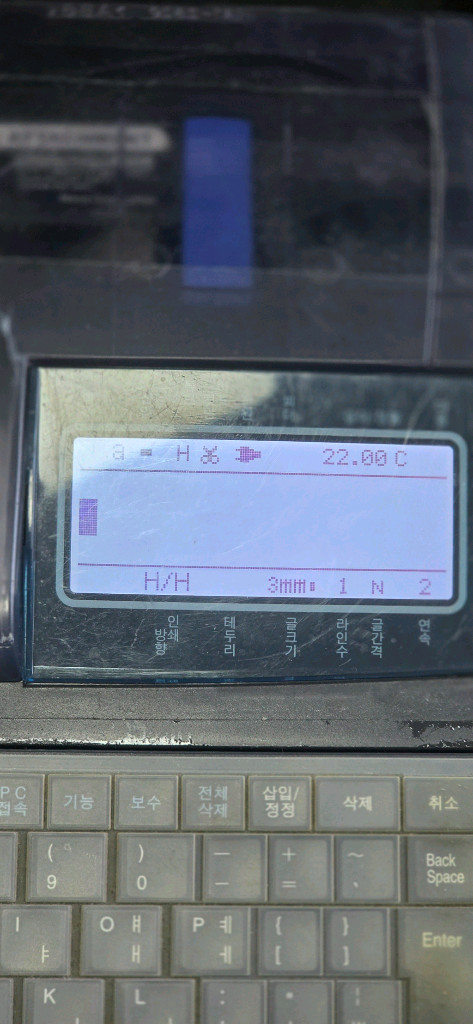 a H 22.00 C
H/H 3mm 1 N 2
인쇄방향 테두리 글크기 라인수 글간격 연속
PC접속 기능 보수 전체삭제 삽입/정정 삭제 취소
( 9 ) 0 — - + = ~ ` Back Space
I ㅑ O ㅒ ㅐ P ㅖ ㅔ { [ } ] Enter
K L : "